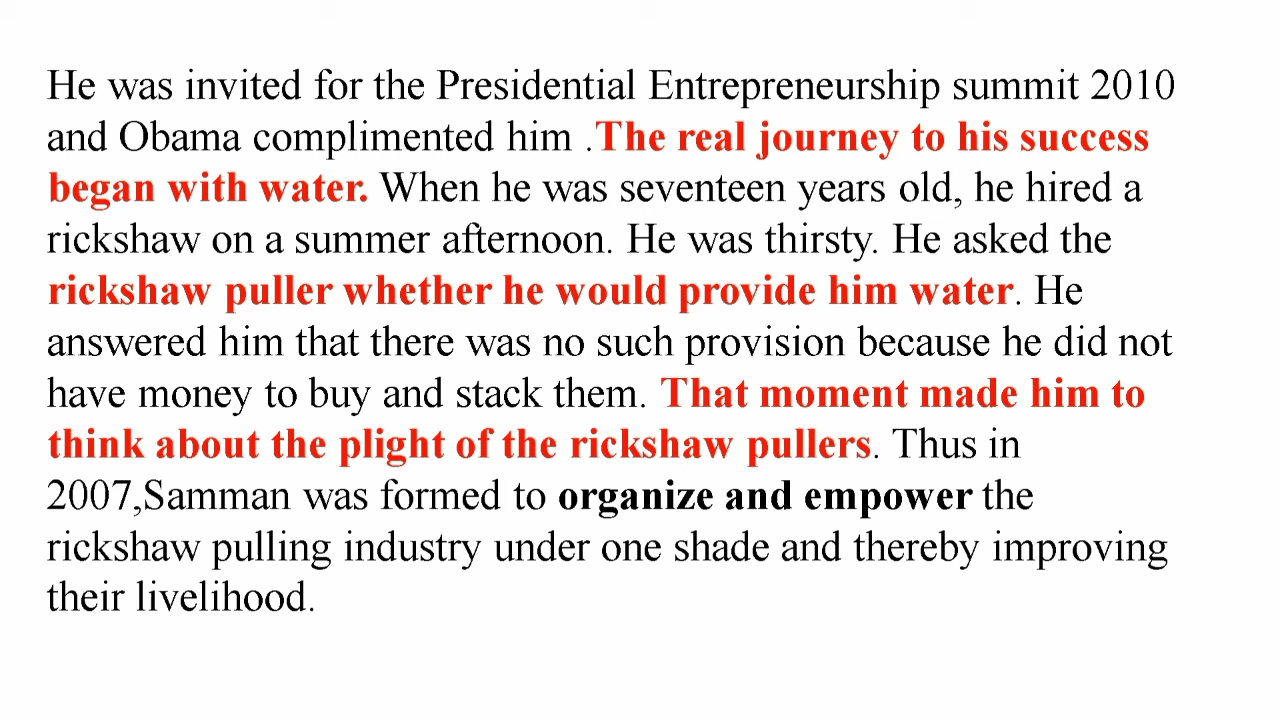 He was invited for the Presidential Entrepreneurship summit 2010
and Obama complimented him .The real journey to his success
began with water. When he was seventeen years old, he hired a
rickshaw on a summer afternoon. He was thirsty. He asked the
rickshaw puller whether he would provide him water. He
answered him that there was no such provision because he did not
have money to buy and stack them. That moment made him to
think about the plight of the rickshaw pullers. Thus in
2007,Samman was formed to organize and empower the
rickshaw pulling industry under one shade and thereby improving
their livelihood.